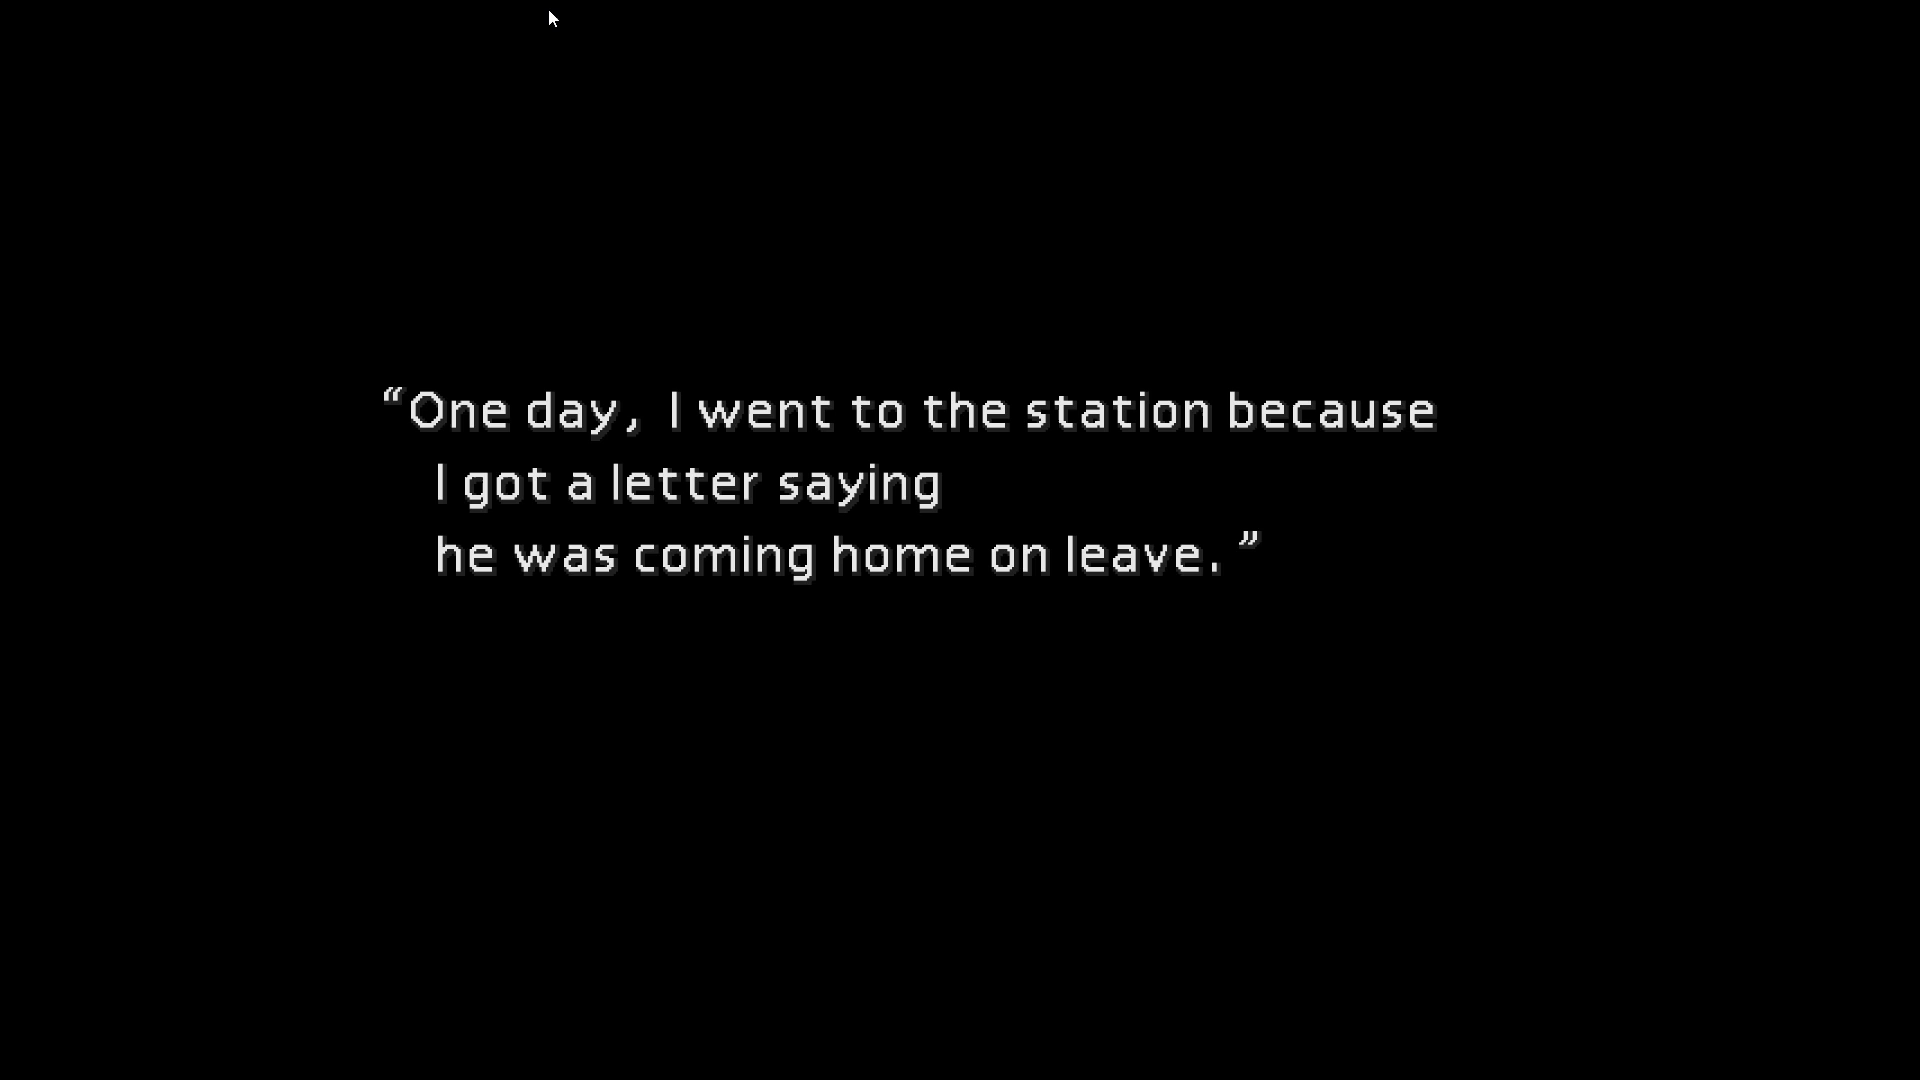 “One day, I went to the station because
I got a letter saying
he was coming home on leave.”